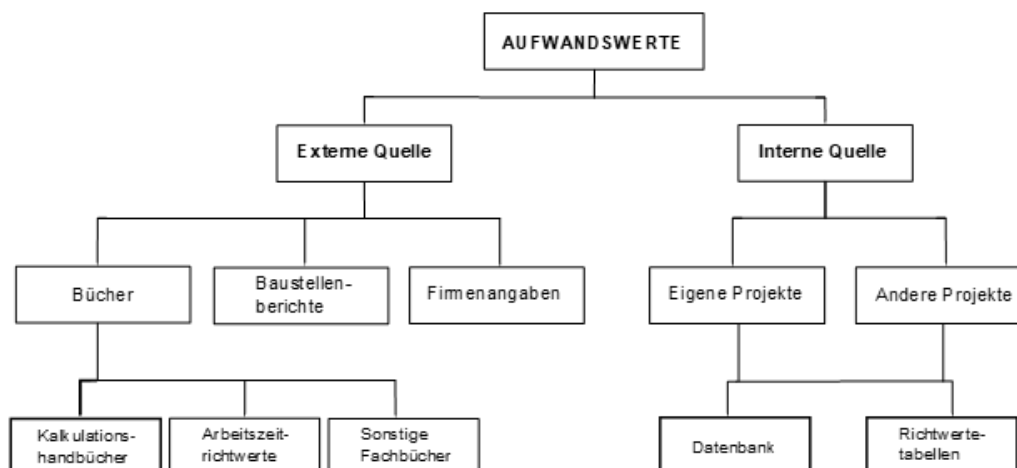 AUFWANDSWERTE
Externe Quelle
Interne Quelle
Bücher
Baustellen-
berichte
Firmenangaben
Eigene Projekte
Andere Projekte
Kalkulations-
handbücher
Arbeitszeit-
richtwerte
Sonstige
Fachbücher
Datenbank
Richtwerte-
tabellen